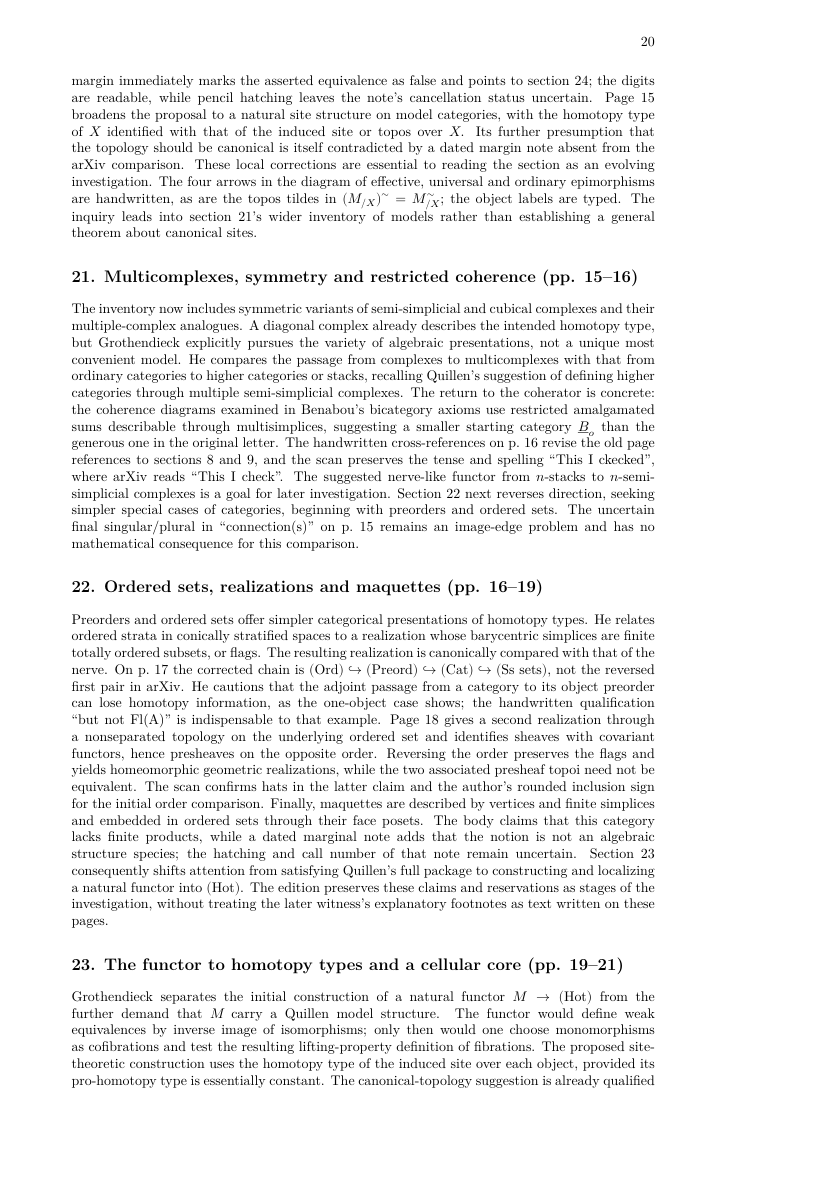 20
margin immediately marks the asserted equivalence as false and points to section 24; the digits
are readable, while pencil hatching leaves the note's cancellation status uncertain. Page 15
broadens the proposal to a natural site structure on model categories, with the homotopy type
of X identified with that of the induced site or topos over X. Its further presumption that
the topology should be canonical is itself contradicted by a dated margin note absent from the
arXiv comparison. These local corrections are essential to reading the section as an evolving
investigation. The four arrows in the diagram of effective, universal and ordinary epimorphisms
are handwritten, as are the topos tildes in (M/X)∼ = M∼/X; the object labels are typed. The
inquiry leads into section 21's wider inventory of models rather than establishing a general
theorem about canonical sites.
21. Multicomplexes, symmetry and restricted coherence (pp. 15–16)
The inventory now includes symmetric variants of semi-simplicial and cubical complexes and their
multiple-complex analogues. A diagonal complex already describes the intended homotopy type,
but Grothendieck explicitly pursues the variety of algebraic presentations, not a unique most
convenient model. He compares the passage from complexes to multicomplexes with that from
ordinary categories to higher categories or stacks, recalling Quillen's suggestion of defining higher
categories through multiple semi-simplicial complexes. The return to the coherator is concrete:
the coherence diagrams examined in Benabou's bicategory axioms use restricted amalgamated
sums describable through multisimplices, suggesting a smaller starting category B_o than the
generous one in the original letter. The handwritten cross-references on p. 16 revise the old page
references to sections 8 and 9, and the scan preserves the tense and spelling “This I ckecked”,
where arXiv reads “This I check”. The suggested nerve-like functor from n-stacks to n-semi-
simplicial complexes is a goal for later investigation. Section 22 next reverses direction, seeking
simpler special cases of categories, beginning with preorders and ordered sets. The uncertain
final singular/plural in “connection(s)” on p. 15 remains an image-edge problem and has no
mathematical consequence for this comparison.
22. Ordered sets, realizations and maquettes (pp. 16–19)
Preorders and ordered sets offer simpler categorical presentations of homotopy types. He relates
ordered strata in conically stratified spaces to a realization whose barycentric simplices are finite
totally ordered subsets, or flags. The resulting realization is canonically compared with that of the
nerve. On p. 17 the corrected chain is (Ord) ↪ (Preord) ↪ (Cat) ↪ (Ss sets), not the reversed
first pair in arXiv. He cautions that the adjoint passage from a category to its object preorder
can lose homotopy information, as the one-object case shows; the handwritten qualification
“but not Fl(A)” is indispensable to that example. Page 18 gives a second realization through
a nonseparated topology on the underlying ordered set and identifies sheaves with covariant
functors, hence presheaves on the opposite order. Reversing the order preserves the flags and
yields homeomorphic geometric realizations, while the two associated presheaf topoi need not be
equivalent. The scan confirms hats in the latter claim and the author's rounded inclusion sign
for the initial order comparison. Finally, maquettes are described by vertices and finite simplices
and embedded in ordered sets through their face posets. The body claims that this category
lacks finite products, while a dated marginal note adds that the notion is not an algebraic
structure species; the hatching and call number of that note remain uncertain. Section 23
consequently shifts attention from satisfying Quillen's full package to constructing and localizing
a natural functor into (Hot). The edition preserves these claims and reservations as stages of the
investigation, without treating the later witness's explanatory footnotes as text written on these
pages.
23. The functor to homotopy types and a cellular core (pp. 19–21)
Grothendieck separates the initial construction of a natural functor M → (Hot) from the
further demand that M carry a Quillen model structure. The functor would define weak
equivalences by inverse image of isomorphisms; only then would one choose monomorphisms
as cofibrations and test the resulting lifting-property definition of fibrations. The proposed site-
theoretic construction uses the homotopy type of the induced site over each object, provided its
pro-homotopy type is essentially constant. The canonical-topology suggestion is already qualified